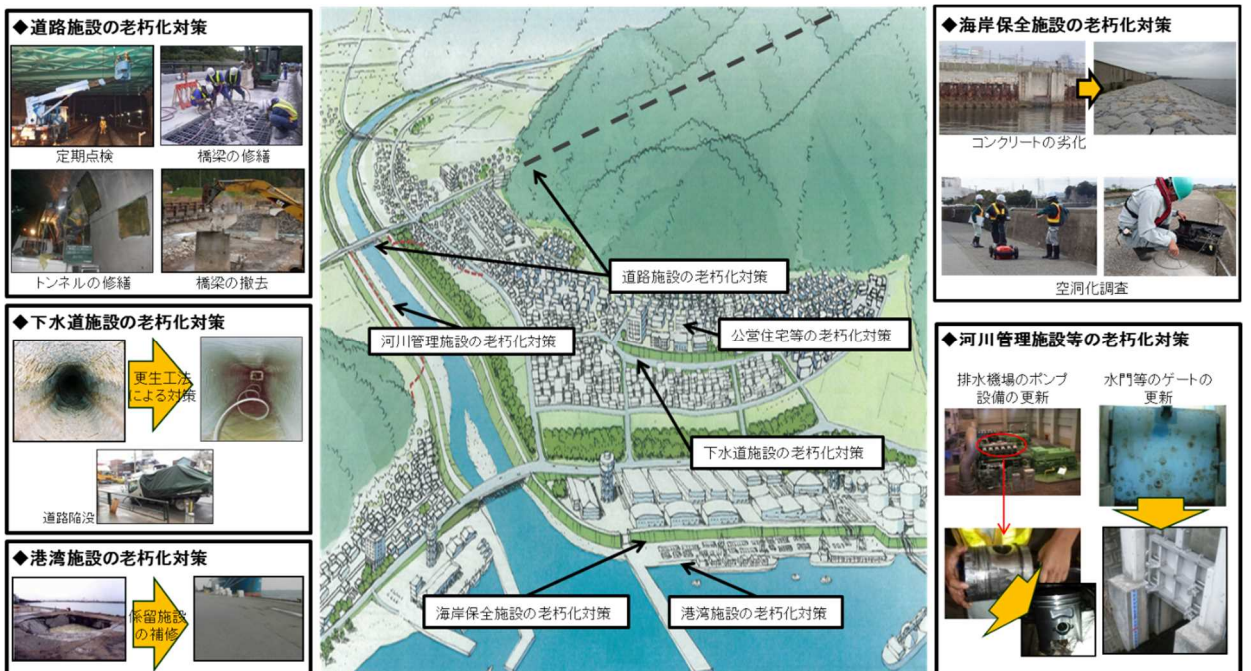 ◆道路施設の老朽化対策
定期点検
橋梁の修繕
トンネルの修繕
橋梁の撤去
◆下水道施設の老朽化対策
更生工法
による対策
道路陥没
◆港湾施設の老朽化対策
係留施設
の補修
道路施設の老朽化対策
河川管理施設の老朽化対策
公営住宅等の老朽化対策
下水道施設の老朽化対策
海岸保全施設の老朽化対策
港湾施設の老朽化対策
◆海岸保全施設の老朽化対策
コンクリートの劣化
空洞化調査
◆河川管理施設等の老朽化対策
排水機場のポンプ
設備の更新
水門等のゲートの
更新